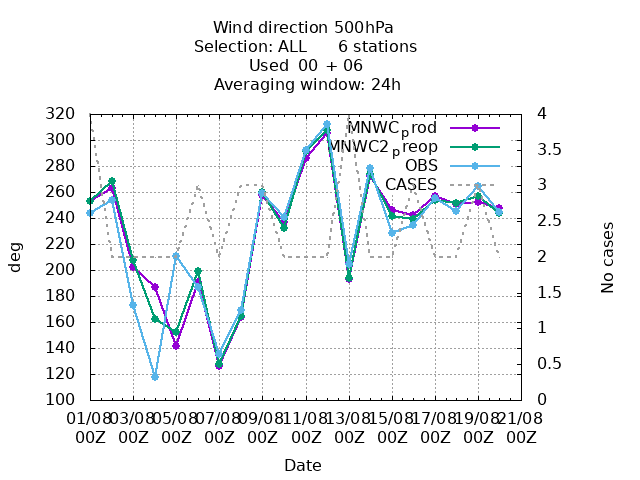 Wind direction 500hPa
Selection: ALL 6 stations
Used 00 + 06
Averaging window: 24h
320
300
280
260
240
220
200
180
160
140
120
100
deg
4
3.5
3
2.5
2
1.5
1
0.5
0
No cases
MNWC_prod
MNWC2_preop
OBS
CASES
01/08 03/08 05/08 07/08 09/08 11/08 13/08 15/08 17/08 19/08 21/08
00Z 00Z 00Z 00Z 00Z 00Z 00Z 00Z 00Z 00Z 00Z
Date